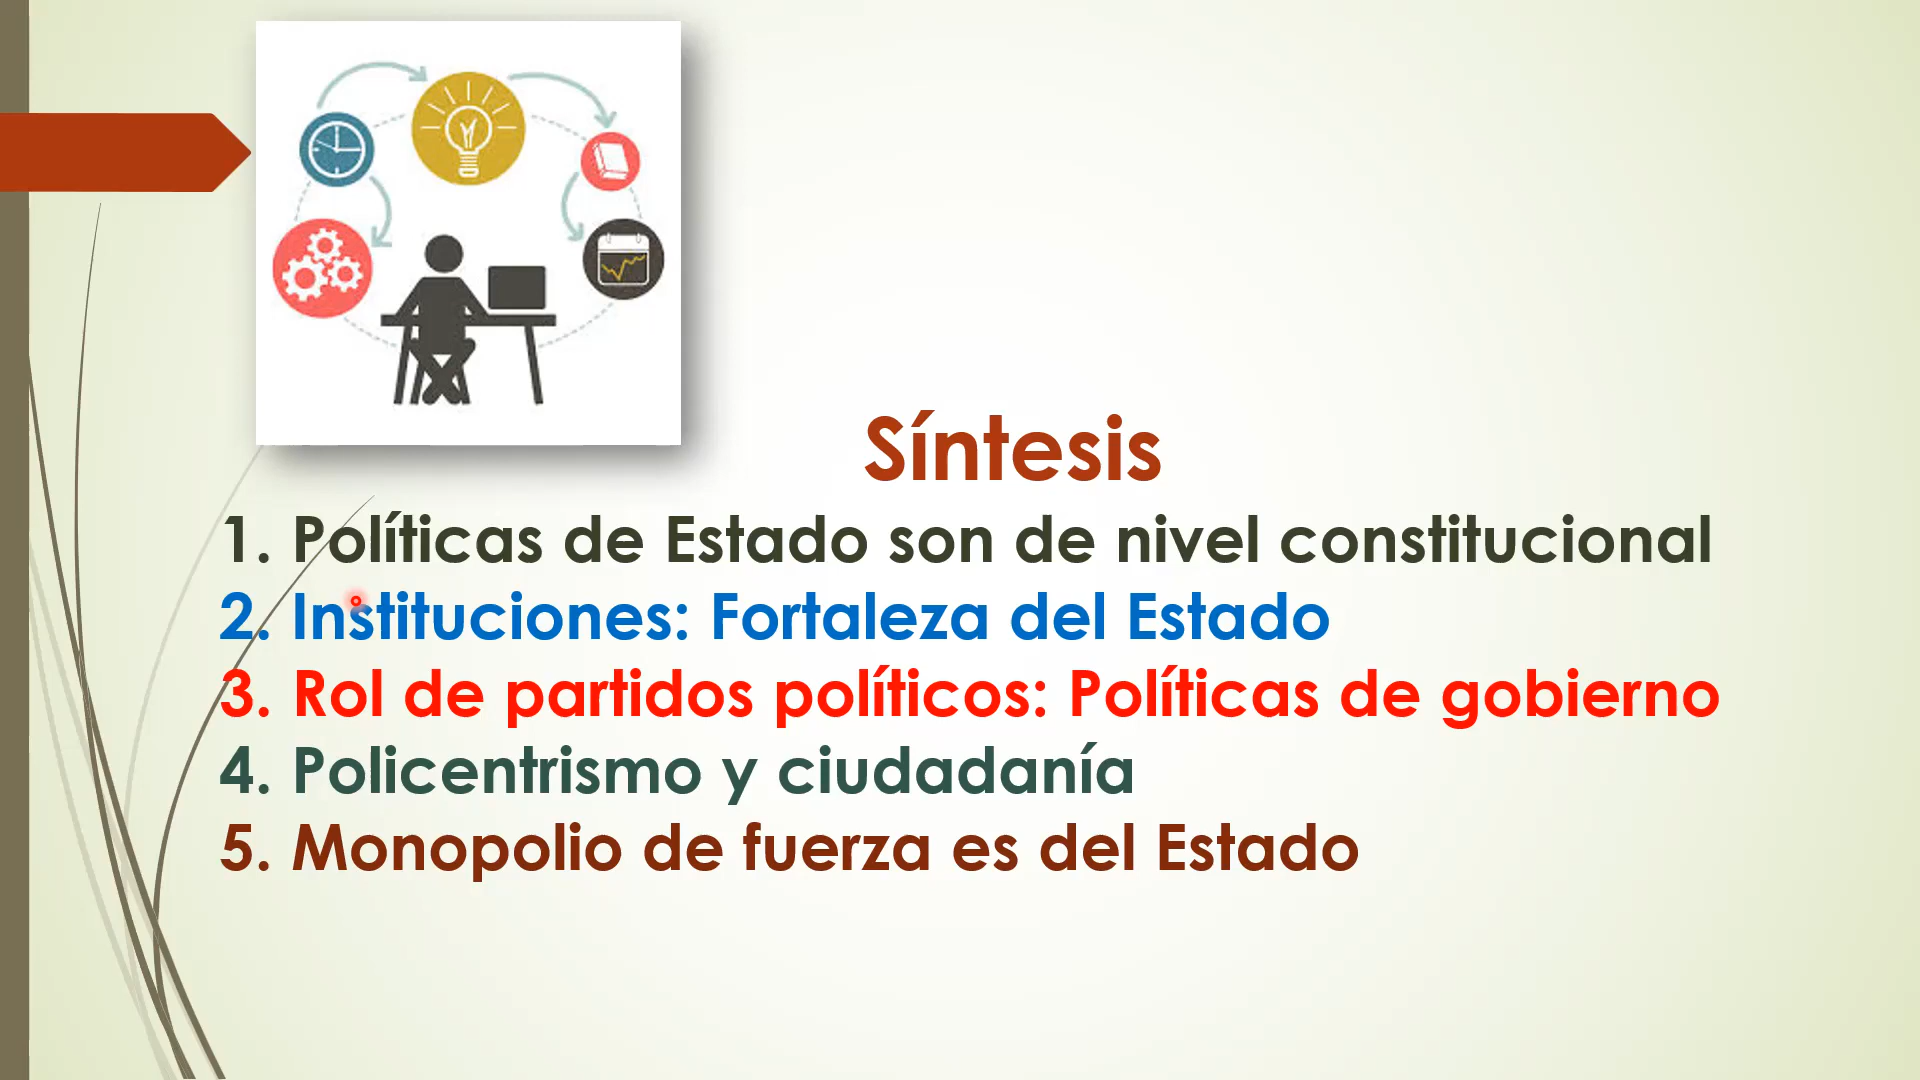 Síntesis
1. Políticas de Estado son de nivel constitucional
2. Instituciones: Fortaleza del Estado
3. Rol de partidos políticos: Políticas de gobierno
4. Policentrismo y ciudadanía
5. Monopolio de fuerza es del Estado